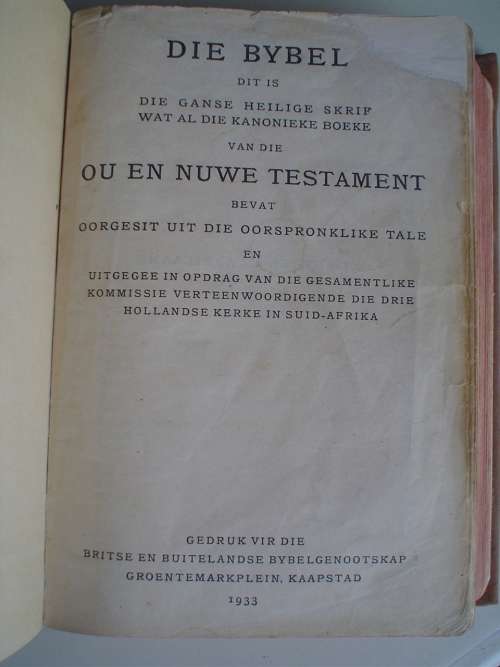 DIE BYBEL
DIT IS
DIE GANSE HEILIGE SKRIF
WAT AL DIE KANONIEKE BOEKE
VAN DIE
OU EN NUWE TESTAMENT
BEVAT
OORGESIT UIT DIE OORSPRONKLIKE TALE
EN
UITGEGEE IN OPDRAG VAN DIE GESAMENTLIKE
KOMMISSIE VERTEENWOORDIGENDE DIE DRIE
HOLLANDSE KERKE IN SUID-AFRIKA
GEDRUK VIR DIE
BRITSE EN BUITELANDSE BYBELGENOOTSKAP
GROENTEMARKPLEIN, KAAPSTAD
1933